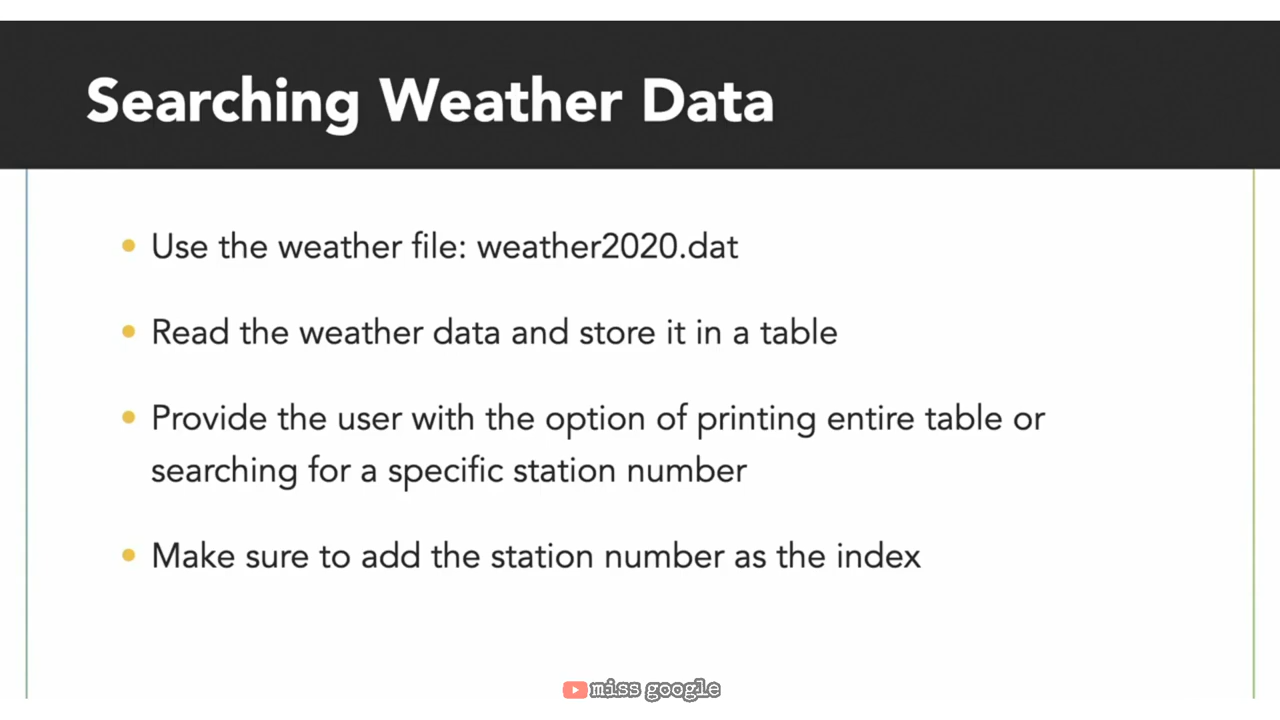 Searching Weather Data
• Use the weather file: weather2020.dat
• Read the weather data and store it in a table
• Provide the user with the option of printing entire table or
searching for a specific station number
• Make sure to add the station number as the index
miss google